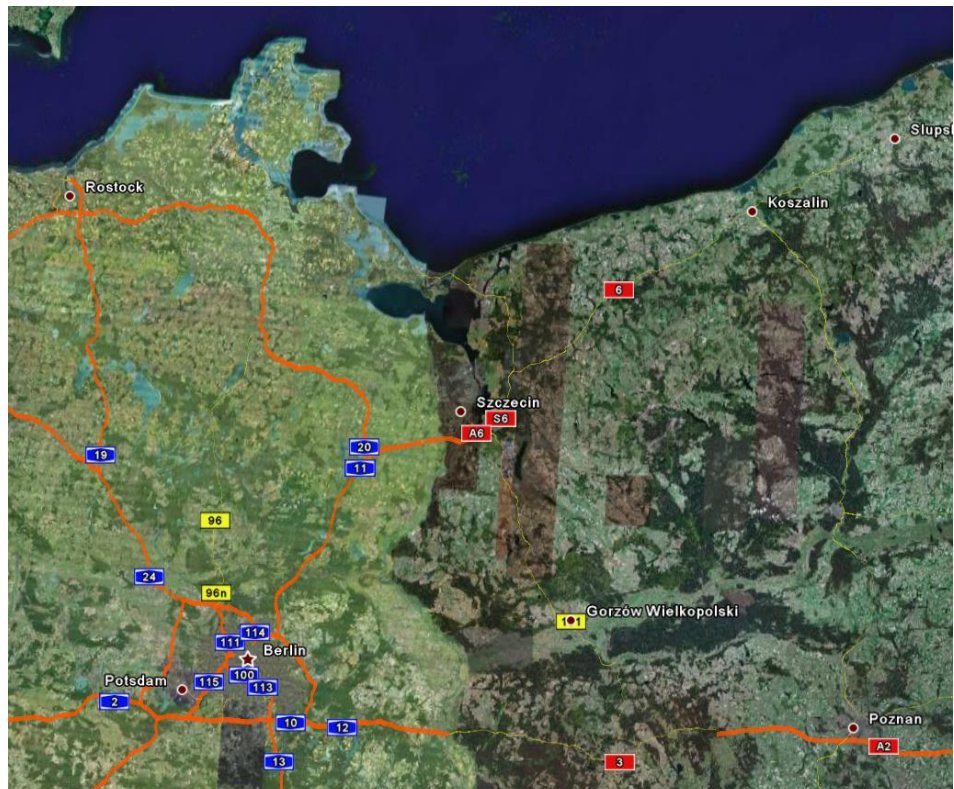 Slupsk
Rostock
Koszalin
6
Szczecin
S6
A6
20
19
11
96
24
96n
Gorzów Wielkopolski
114
111
Berlin
100
Potsdam
115
113
2
10
12
Poznan
A2
13
3